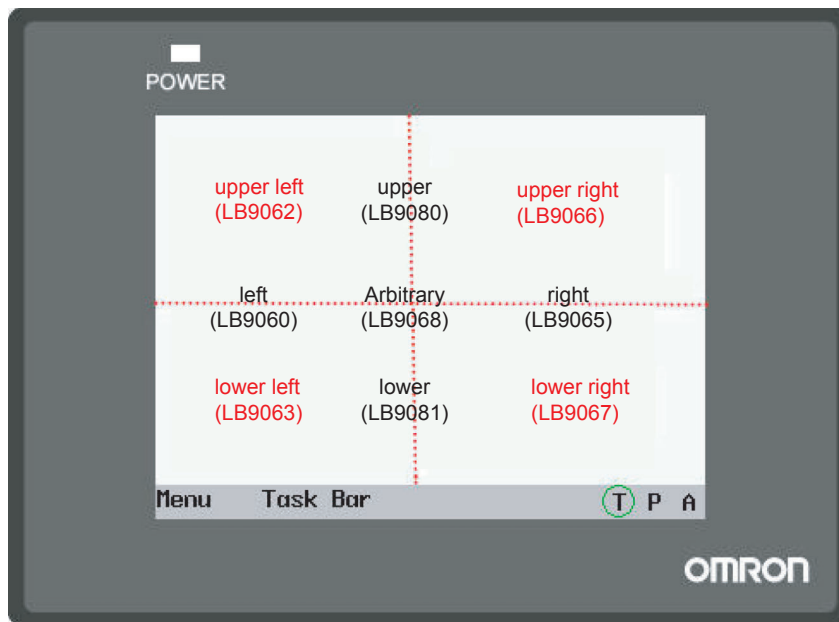 POWER
upper left
(LB9062)
upper
(LB9080)
upper right
(LB9066)
left
(LB9060)
Arbitrary
(LB9068)
right
(LB9065)
lower left
(LB9063)
lower
(LB9081)
lower right
(LB9067)
Menu Task Bar T P A
OMRON